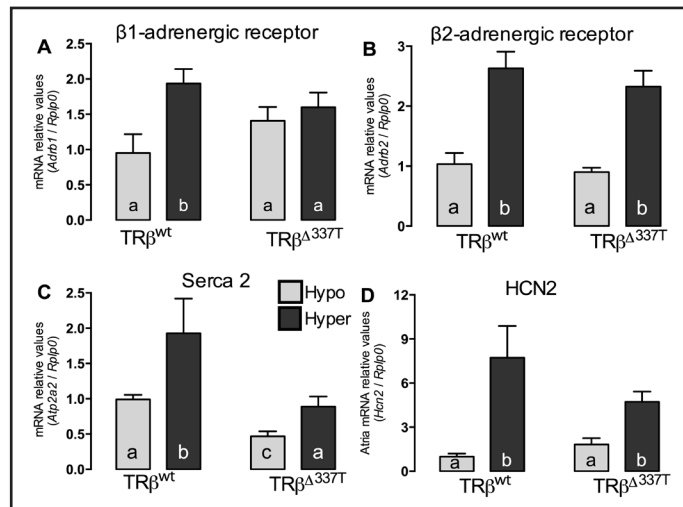 A
β1-adrenergic receptor
mRNA relative values
(Adrb1 / Rplp0)
2.5
2.0
1.5
1.0
0.5
0.0
a
b
a
a
TRβwt
TRβΔ337T
B
β2-adrenergic receptor
mRNA relative values
(Adrb2 / Rplp0)
3
2
1
0
a
b
a
b
TRβwt
TRβΔ337T
C
Serca 2
mRNA relative values
(Atp2a2 / Rplp0)
2.5
2.0
1.5
1.0
0.5
0.0
a
b
c
a
TRβwt
TRβΔ337T
Hypo
Hyper
D
HCN2
Atria mRNA relative values
(Hcn2 / Rplp0)
12
9
6
3
0
a
b
a
b
TRβwt
TRβΔ337T